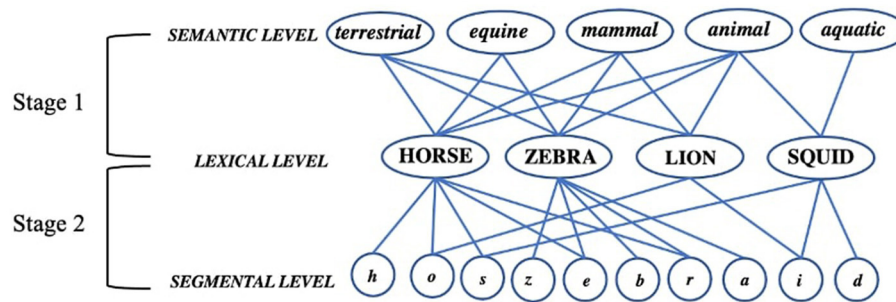 SEMANTIC LEVEL terrestrial equine mammal animal aquatic
Stage 1
LEXICAL LEVEL HORSE ZEBRA LION SQUID
Stage 2
SEGMENTAL LEVEL h o s z e b r a i d